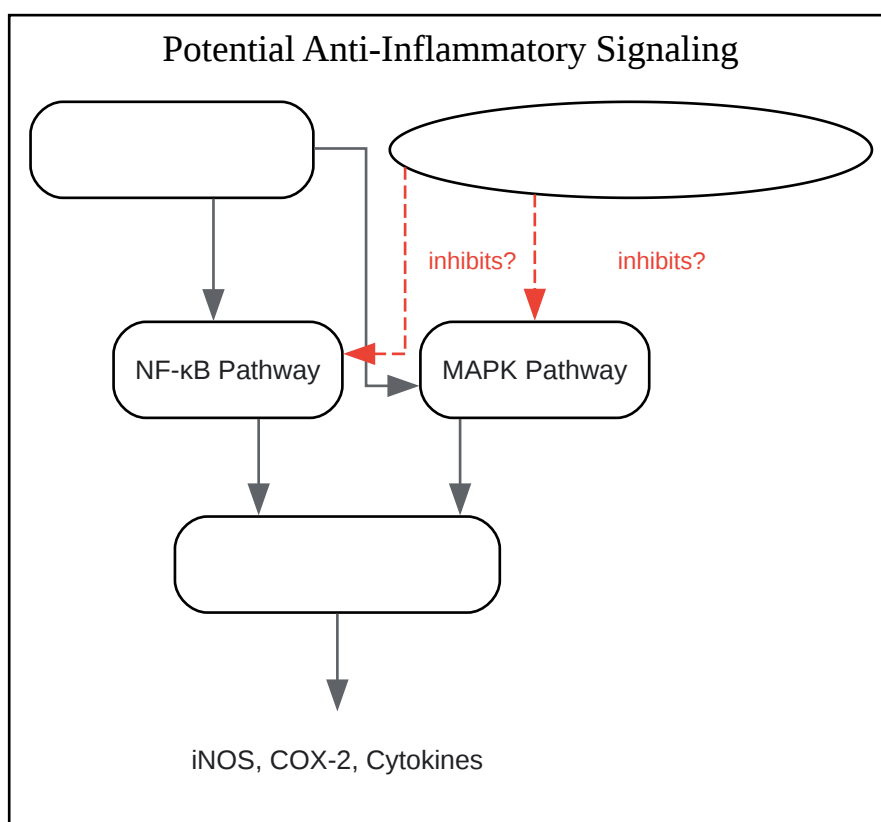 Potential Anti-Inflammatory Signaling
inhibits?
inhibits?
NF-κB Pathway
MAPK Pathway
iNOS, COX-2, Cytokines